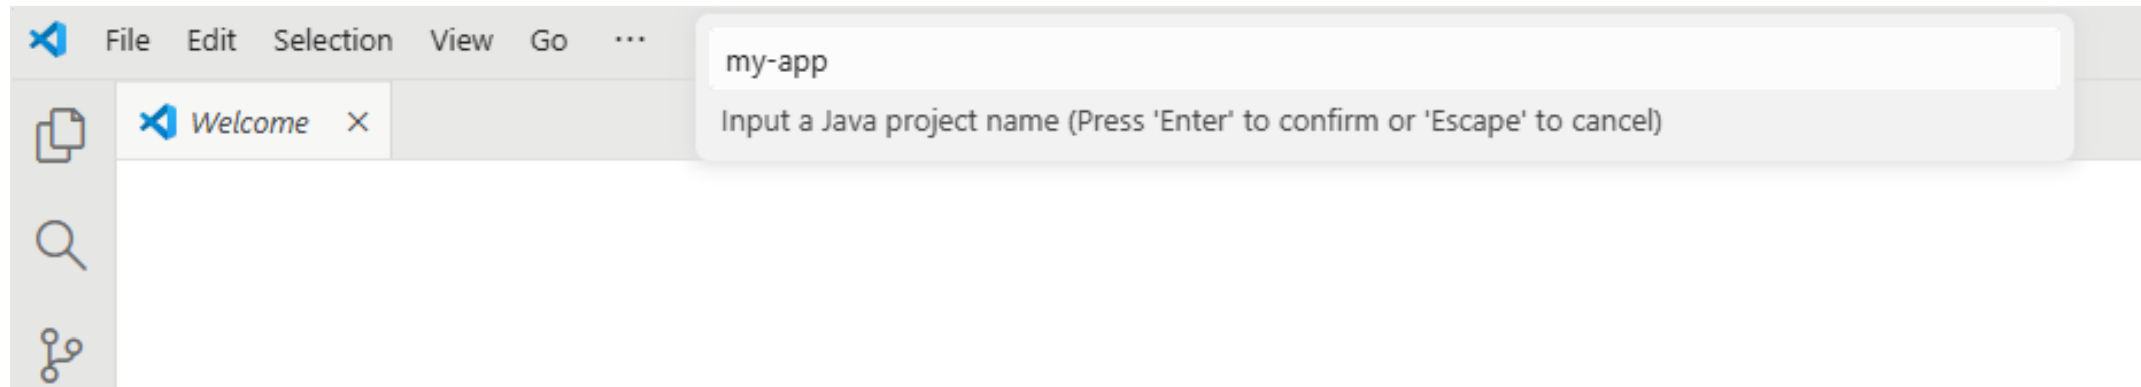 File Edit Selection View Go ···
my-app
Welcome
Input a Java project name (Press 'Enter' to confirm or 'Escape' to cancel)